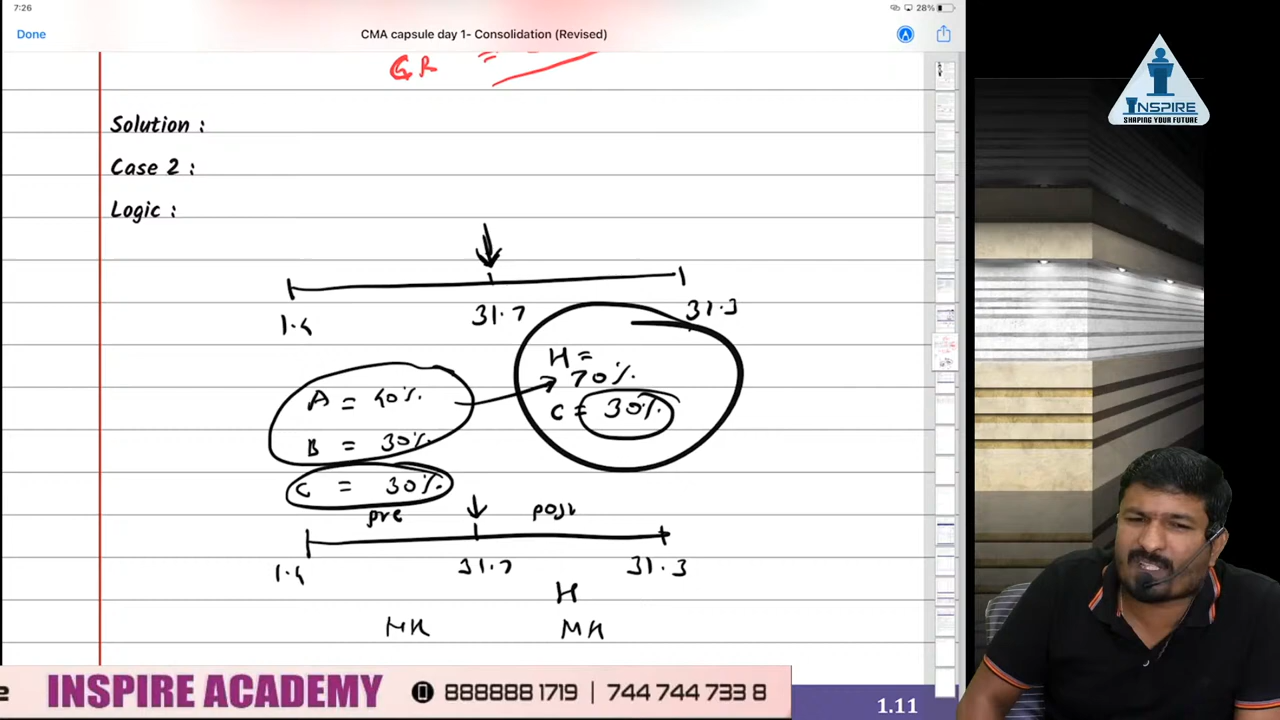 7:26
28%
Done
CMA capsule day 1- Consolidation (Revised)
GR =
Solution :
Case 2 :
Logic :
1.4 31.7 31.3
H =
70%.
A = 40%.
C = 30%.
B = 30%.
C = 30%.
pre post
1.4 31.7 31.3
H
INSPIRE
SHAPING YOUR FUTURE
e INSPIRE ACADEMY 888888 1719 | 744 744 733 8
1.11